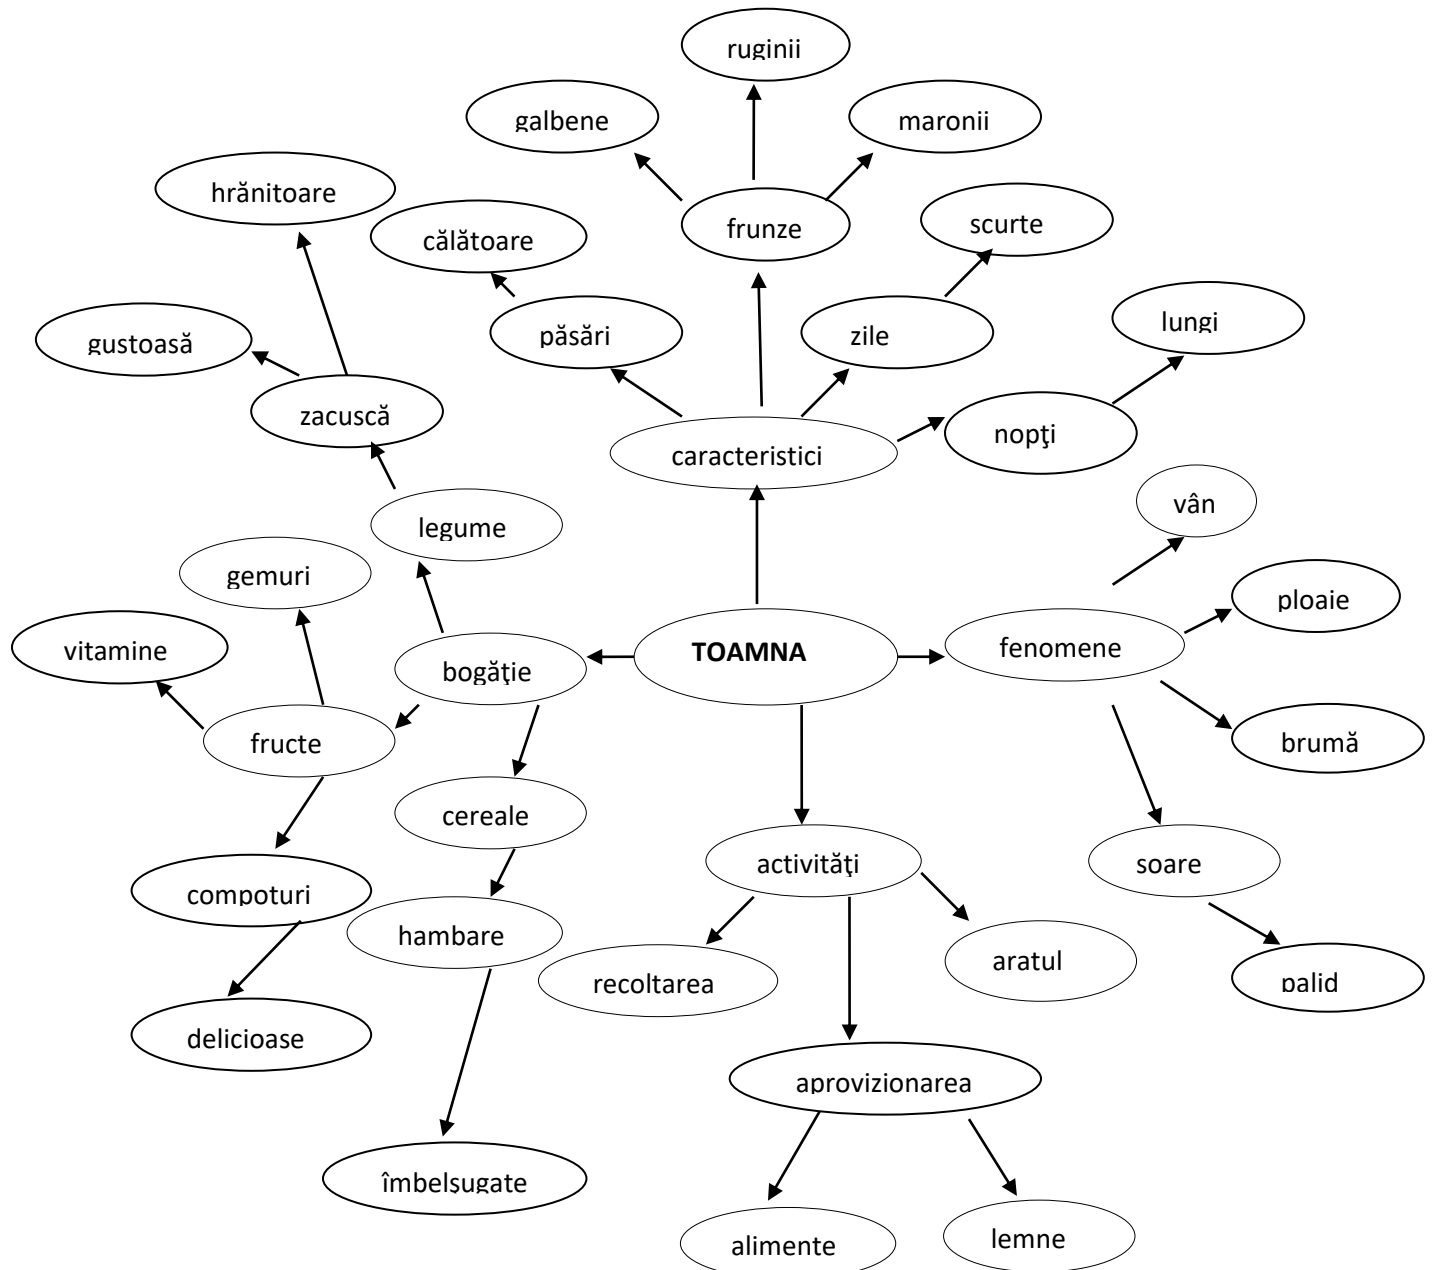 ruginii
galbene
maronii
hrănitoare
călătoare
frunze
scurte
gustoasă
păsări
zile
lungi
zacuscă
caracteristici
nopţi
vân
legume
gemuri
ploaie
vitamine
bogăţie
TOAMNA
fenomene
fructe
brumă
cereale
activităţi
soare
compoturi
hambare
recoltarea
aratul
palid
delicioase
aprovizionarea
îmbelşugate
alimente
lemne